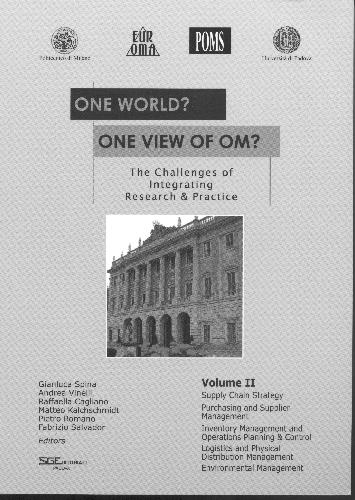 Politecnico di Milano
EUR
OMA
POMS
Università di Padova
ONE WORLD?
ONE VIEW OF OM?
The Challenges of
Integrating
Research & Practice
Gianluca Spina
Andrea Vinelli
Raffaella Cagliano
Matteo Kalchschmidt
Pietro Romano
Fabrizio Salvador
Editors
SGE
Volume II
Supply Chain Strategy
Purchasing and Supplier
Management
Inventory Management and
Operations Planning & Control
Logistics and Physical
Distribution Management
Environmental Management